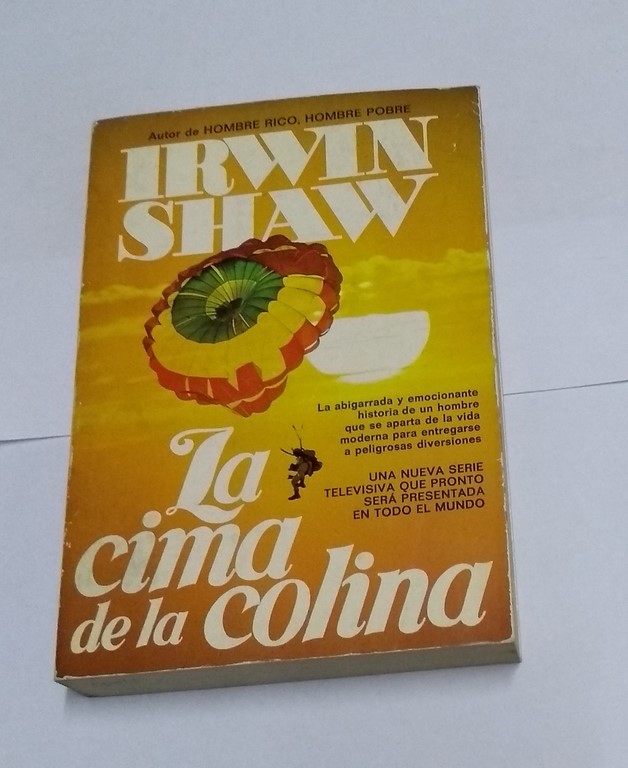 Autor de HOMBRE RICO, HOMBRE POBRE
IRWIN
SHAW
La abigarrada y emocionante
historia de un hombre
que se aparta de la vida
moderna para entregarse
a peligrosas diversiones
UNA NUEVA SERIE
TELEVISIVA QUE PRONTO
SERÁ PRESENTADA
EN TODO EL MUNDO
La
cima
de la colina